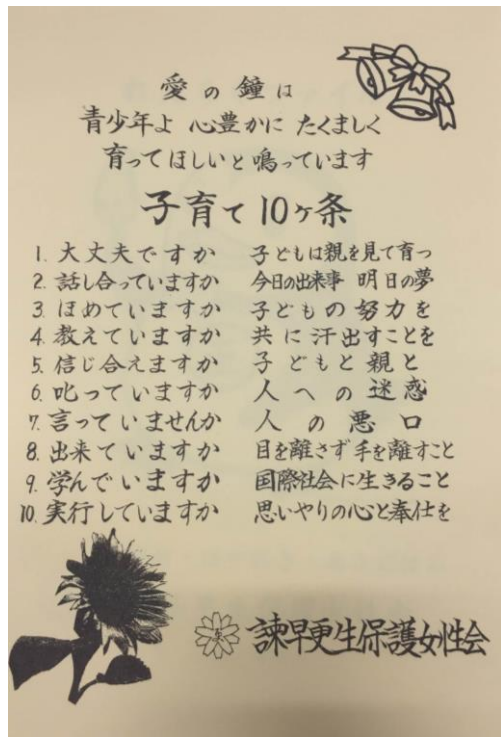 愛の鐘は
青少年よ 心豊かに たくましく
育ってほしいと鳴っています
子育て10ヶ条
1. 大丈夫ですか 子どもは親を見て育つ
2. 話し合っていますか 今日の出来事 明日の夢
3. ほめていますか 子どもの努力を
4. 教えていますか 共に汗出すことを
5. 信じ合えますか 子どもと親と
6. 叱っていますか 人への迷惑
7. 言っていませんか 人の悪口
8. 出来ていますか 目を離さず手を離すこと
9. 学んでいますか 国際社会に生きること
10. 実行していますか 思いやりの心と奉仕を
諫早更生保護女性会